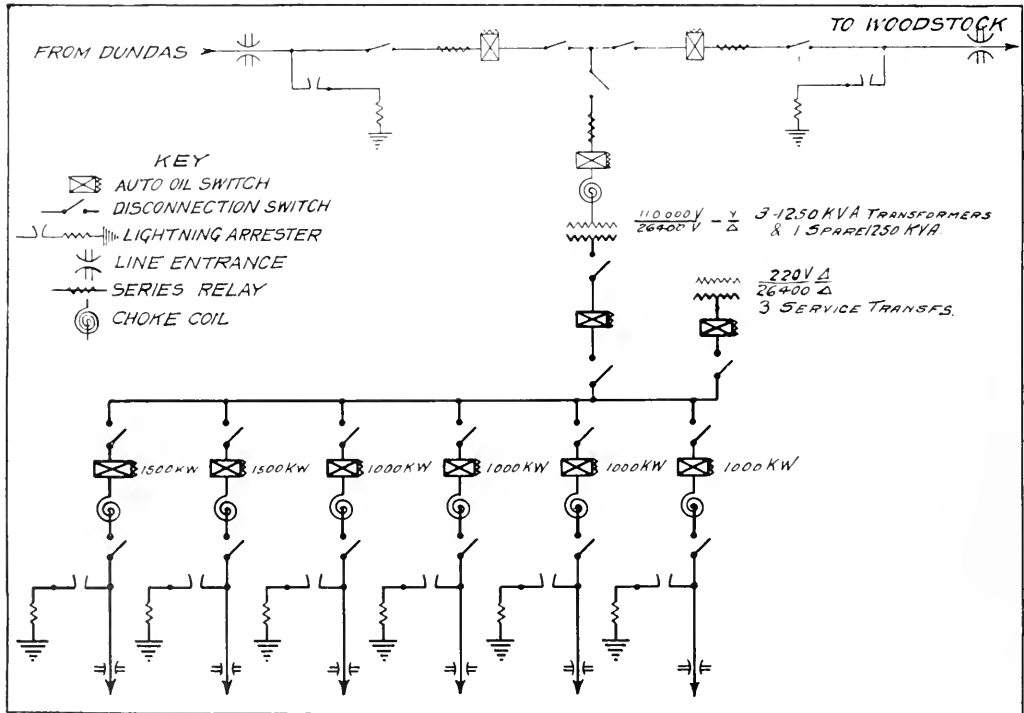 TO WOODSTOCK
FROM DUNDAS
KEY
AUTO OIL SWITCH
DISCONNECTION SWITCH
LIGHTNING ARRESTER
LINE ENTRANCE
SERIES RELAY
CHOKE COIL
110000V - Y 3-1250 KVA TRANSFORMERS
26400 V Δ & 1 SPARE 1250 KVA.
220V Δ
26400 Δ
3 SERVICE TRANSFS.
1500KW 1500KW 1000KW 1000KW 1000KW 1000KW